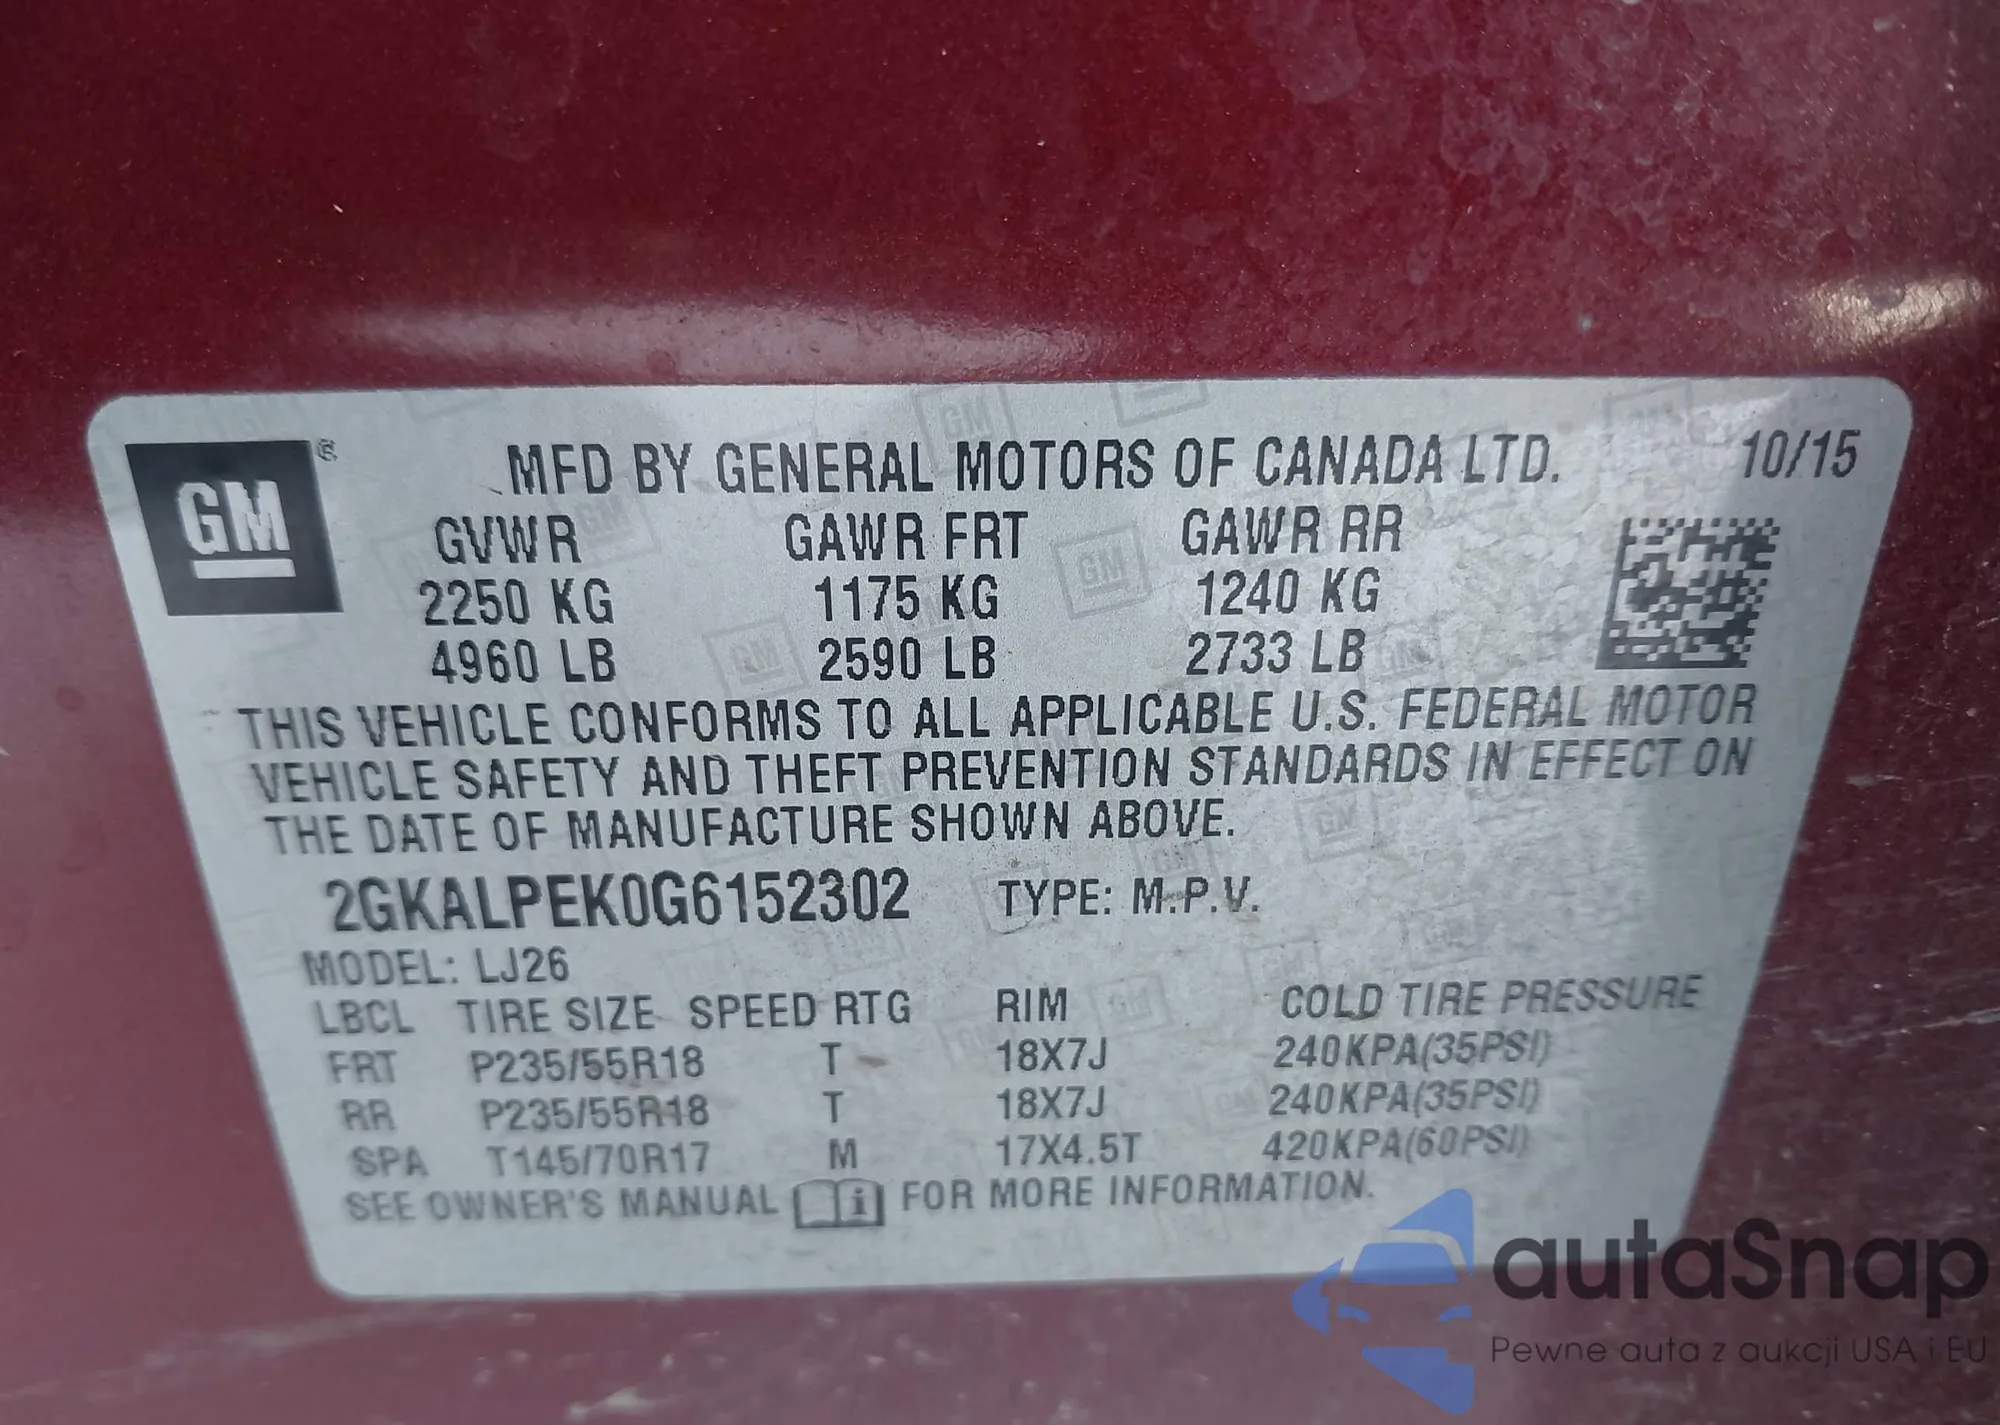 GM ® MFD BY GENERAL MOTORS OF CANADA LTD. 10/15
GVWR GAWR FRT GAWR RR
2250 KG 1175 KG 1240 KG
4960 LB 2590 LB 2733 LB
THIS VEHICLE CONFORMS TO ALL APPLICABLE U.S. FEDERAL MOTOR
VEHICLE SAFETY AND THEFT PREVENTION STANDARDS IN EFFECT ON
THE DATE OF MANUFACTURE SHOWN ABOVE.
2GKALPEK0G6152302 TYPE: M.P.V.
MODEL: LJ26
LBCL TIRE SIZE SPEED RTG RIM COLD TIRE PRESSURE
FRT P235/55R18 T 18X7J 240KPA(35PSI)
RR P235/55R18 T 18X7J 240KPA(35PSI)
SPA T145/70R17 M 17X4.5T 420KPA(60PSI)
SEE OWNER'S MANUAL i FOR MORE INFORMATION.
autaSnap
Pewne auta z aukcji USA i EU